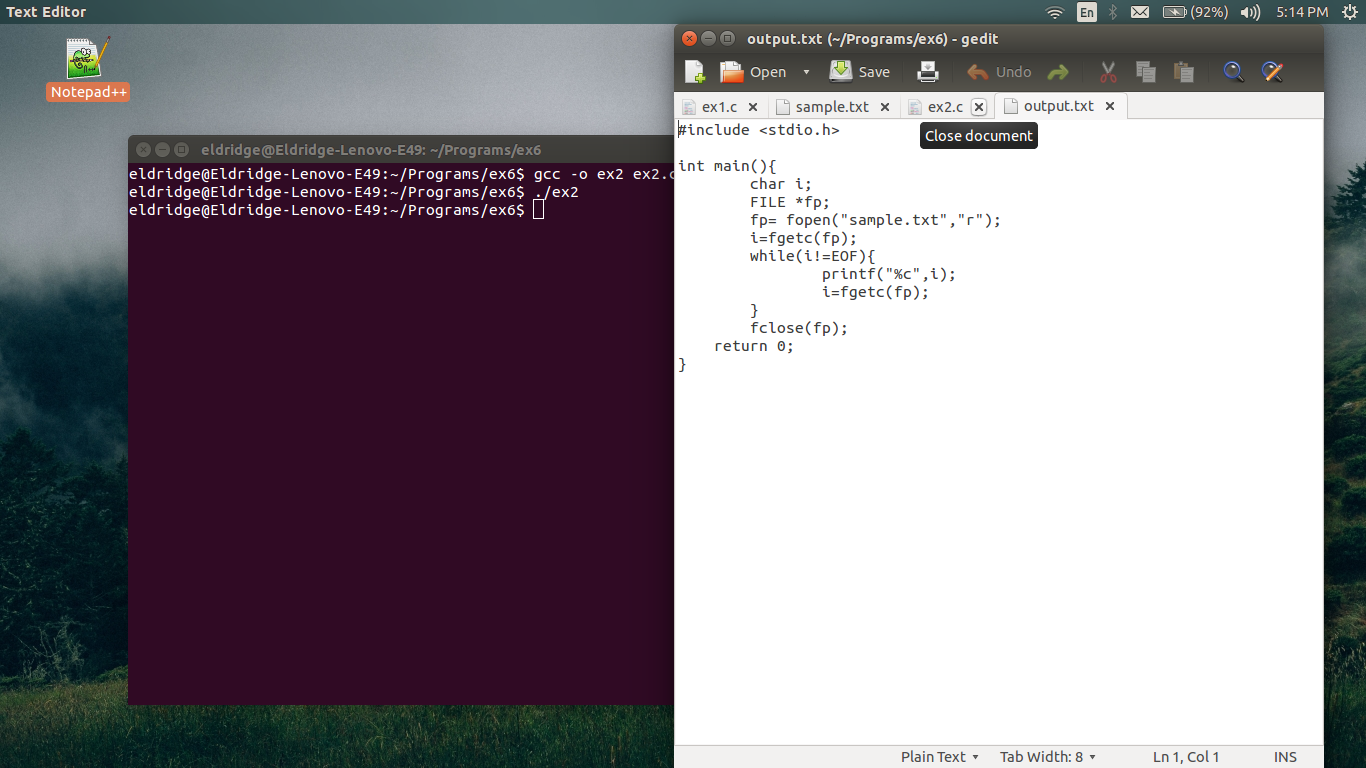 Text Editor
En
(92%)
5:14 PM
Notepad++
eldridge@Eldridge-Lenovo-E49: ~/Programs/ex6
eldridge@Eldridge-Lenovo-E49:~/Programs/ex6$ gcc -o ex2 ex2.c
eldridge@Eldridge-Lenovo-E49:~/Programs/ex6$ ./ex2
eldridge@Eldridge-Lenovo-E49:~/Programs/ex6$
output.txt (~/Programs/ex6) - gedit
Open
Save
Undo
ex1.c
sample.txt
ex2.c
output.txt
Close document
#include <stdio.h>
int main(){
        char i;
        FILE *fp;
        fp= fopen("sample.txt","r");
        i=fgetc(fp);
        while(i!=EOF){
                printf("%c",i);
                i=fgetc(fp);
        }
        fclose(fp);
    return 0;
}
Plain Text
Tab Width: 8
Ln 1, Col 1
INS